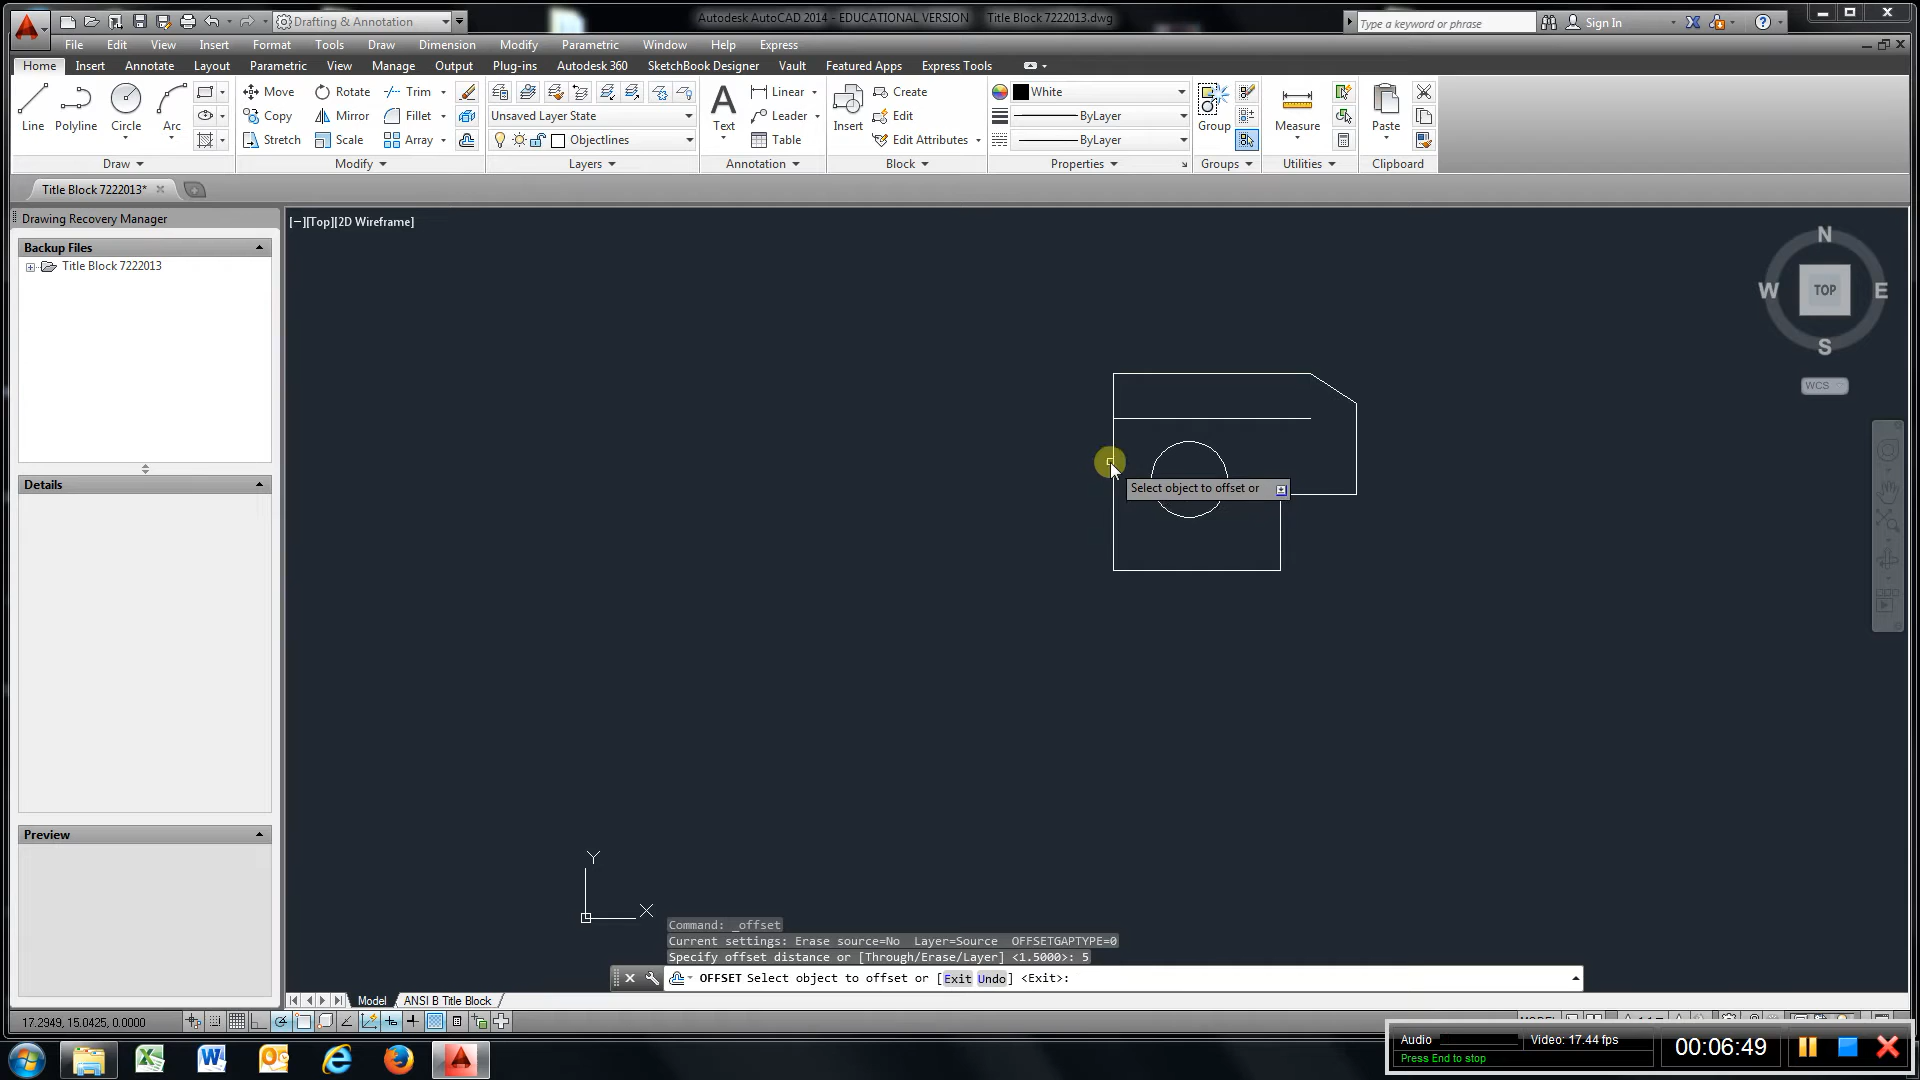 Drafting & Annotation
Autodesk AutoCAD 2014 - EDUCATIONAL VERSION Title Block 7222013.dwg
Type a keyword or phrase
Sign In
File Edit View Insert Format Tools Draw Dimension Modify Parametric Window Help Express
Home Insert Annotate Layout Parametric View Manage Output Plug-ins Autodesk 360 SketchBook Designer Vault Featured Apps Express Tools
Line Polyline Circle Arc
Move Rotate Trim
Copy Mirror Fillet
Stretch Scale Array
Unsaved Layer State
Objectlines
Text
Linear
Leader
Table
Insert
Create
Edit
Edit Attributes
White
ByLayer
ByLayer
Group
Measure
Paste
Draw Modify Layers Annotation Block Properties Groups Utilities Clipboard
Title Block 7222013*
Drawing Recovery Manager
Backup Files
Title Block 7222013
Details
Preview
[−][Top][2D Wireframe]
N
W TOP E
S
WCS
Select object to offset or
Y
X
Command: _offset
Current settings: Erase source=No Layer=Source OFFSETGAPTYPE=0
Specify offset distance or [Through/Erase/Layer] <1.5000>: 5
OFFSET Select object to offset or [Exit Undo] <Exit>:
Model ANSI B Title Block
17.2949, 15.0425, 0.0000
Audio
Video: 17.44 fps
Press End to stop
00:06:49